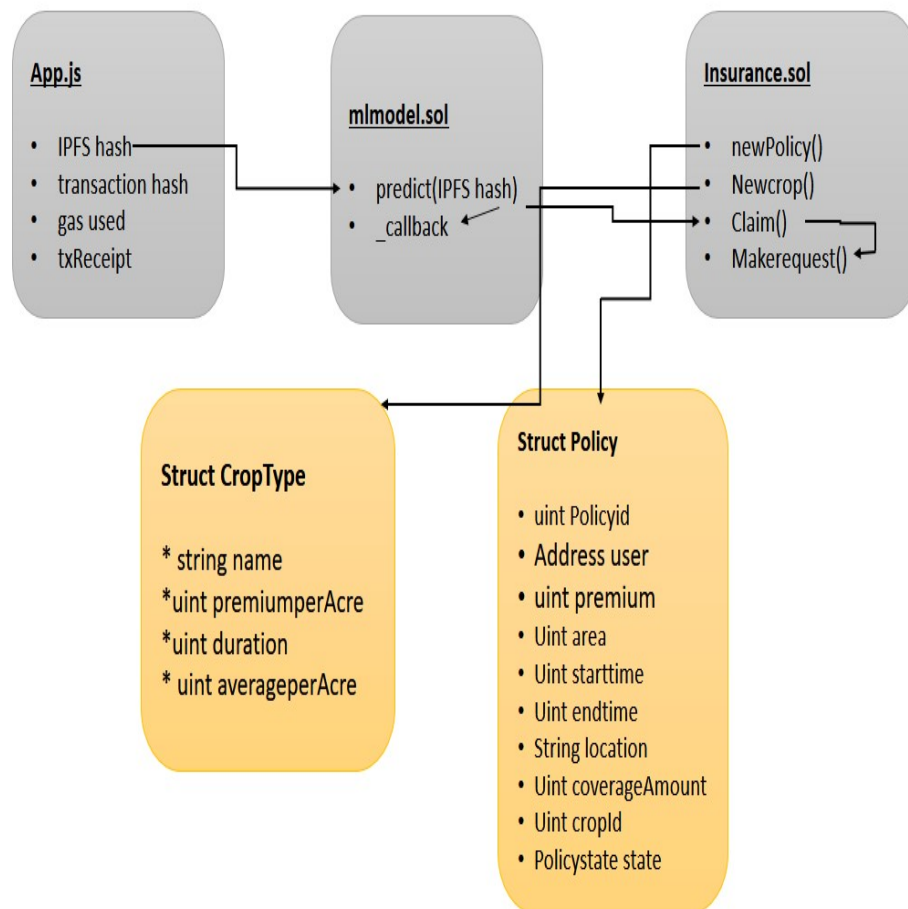 App.js
• IPFS hash
• transaction hash
• gas used
• txReceipt
mlmodel.sol
• predict(IPFS hash)
• _callback
Insurance.sol
• newPolicy()
• Newcrop()
• Claim()
• Makerequest()
Struct CropType
* string name
*uint premiumperAcre
*uint duration
* uint averageperAcre
Struct Policy
• uint Policyid
• Address user
• uint premium
• Uint area
• Uint starttime
• Uint endtime
• String location
• Uint coverageAmount
• Uint cropId
• Policystate state